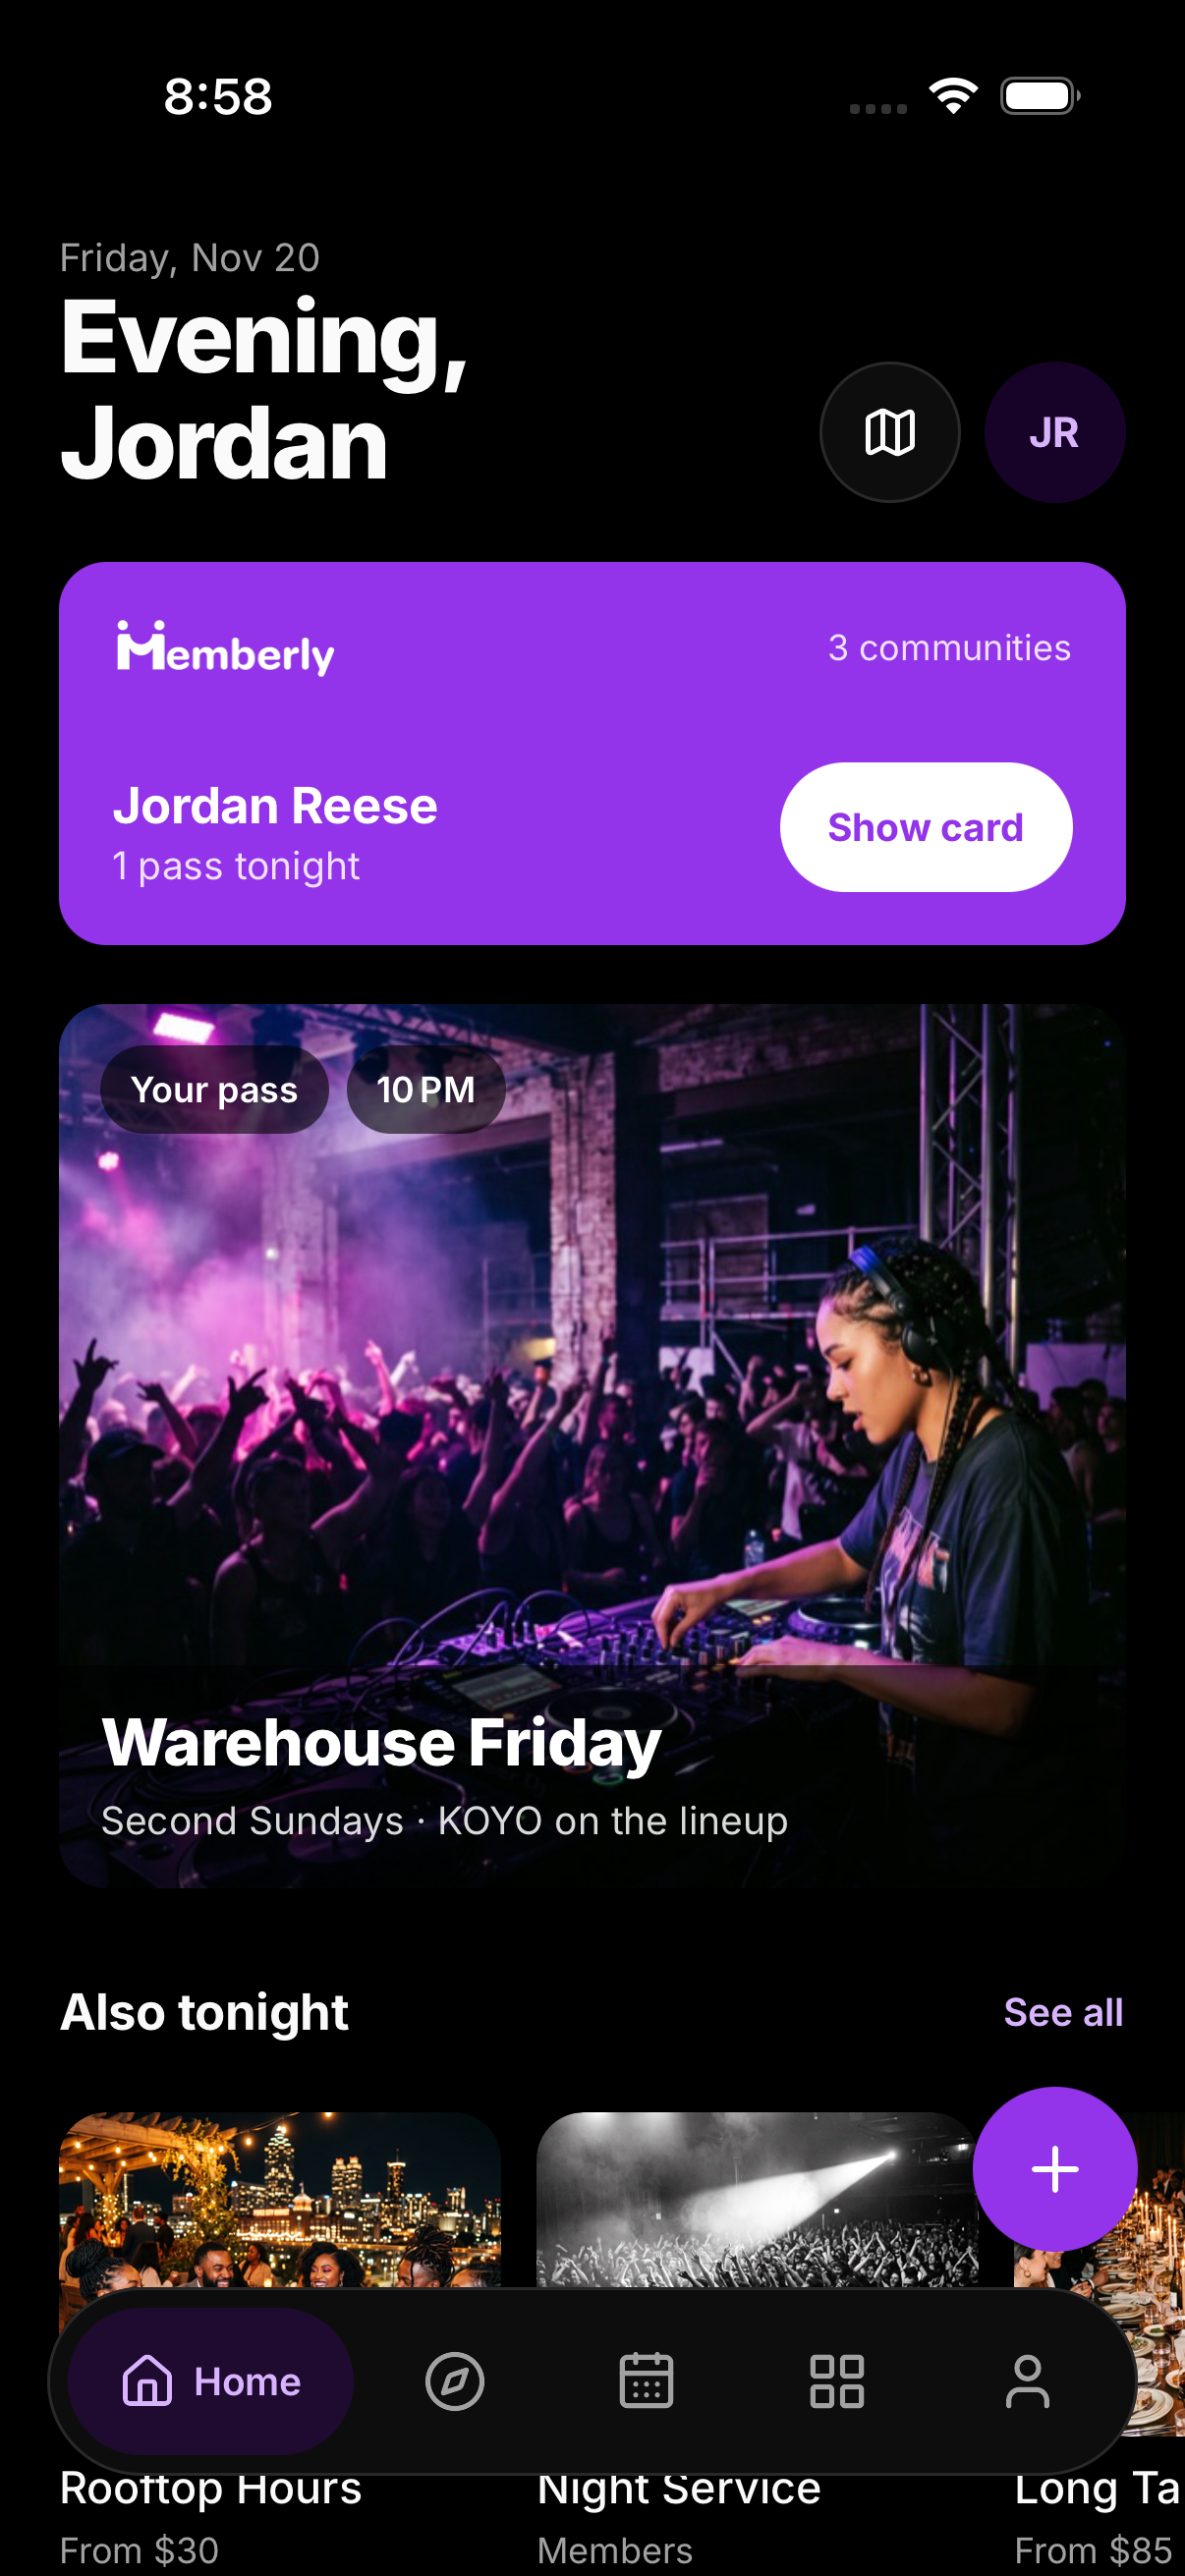 8:58
Friday, Nov 20
Evening,
Jordan
JR
Memberly
3 communities
Jordan Reese
1 pass tonight
Show card
Your pass
10 PM
Warehouse Friday
Second Sundays · KOYO on the lineup
Also tonight
See all
Home
Rooftop Hours
Night Service
Long Ta
From $30
Members
From $85